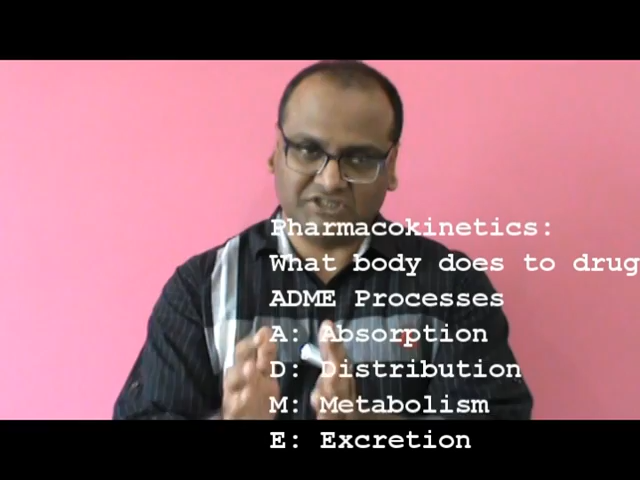 Pharmacokinetics:
What body does to drug
ADME Processes
A: Absorption
D: Distribution
M: Metabolism
E: Excretion